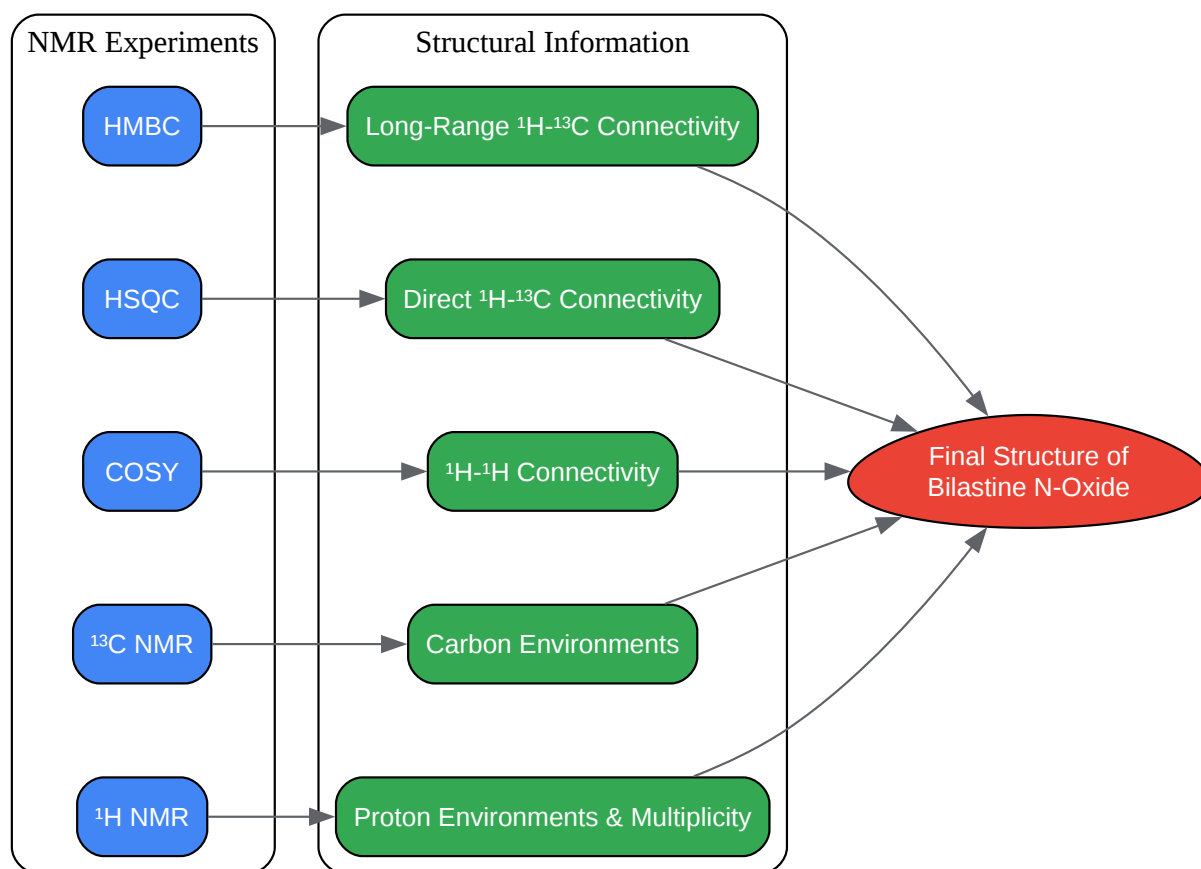 NMR Experiments
Structural Information
HMBC
Long-Range ¹H-¹³C Connectivity
HSQC
Direct ¹H-¹³C Connectivity
COSY
¹H-¹H Connectivity
Final Structure of
Bilastine N-Oxide
¹³C NMR
Carbon Environments
¹H NMR
Proton Environments & Multiplicity